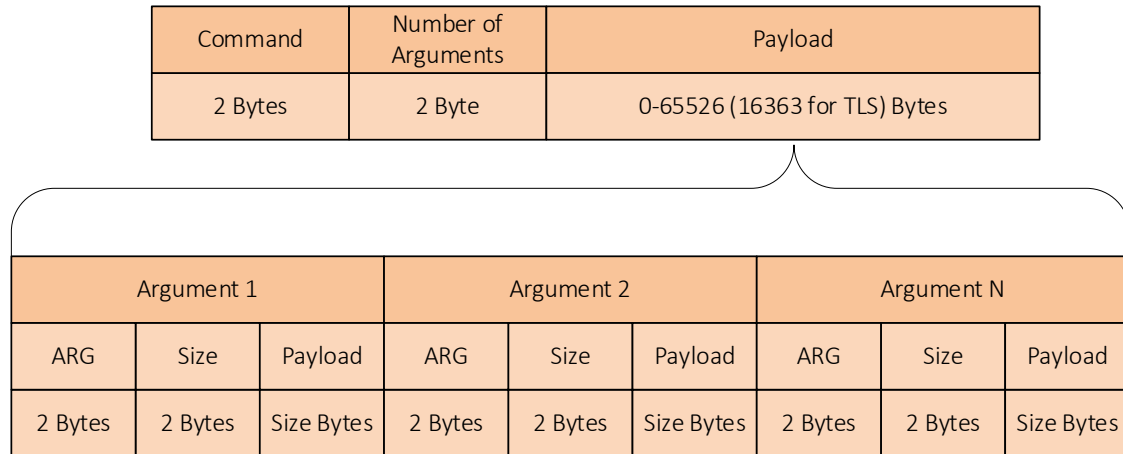 Command
Number of
Arguments
Payload
2 Bytes
2 Byte
0-65526 (16363 for TLS) Bytes
Argument 1
Argument 2
Argument N
ARG
Size
Payload
ARG
Size
Payload
ARG
Size
Payload
2 Bytes
2 Bytes
Size Bytes
2 Bytes
2 Bytes
Size Bytes
2 Bytes
2 Bytes
Size Bytes